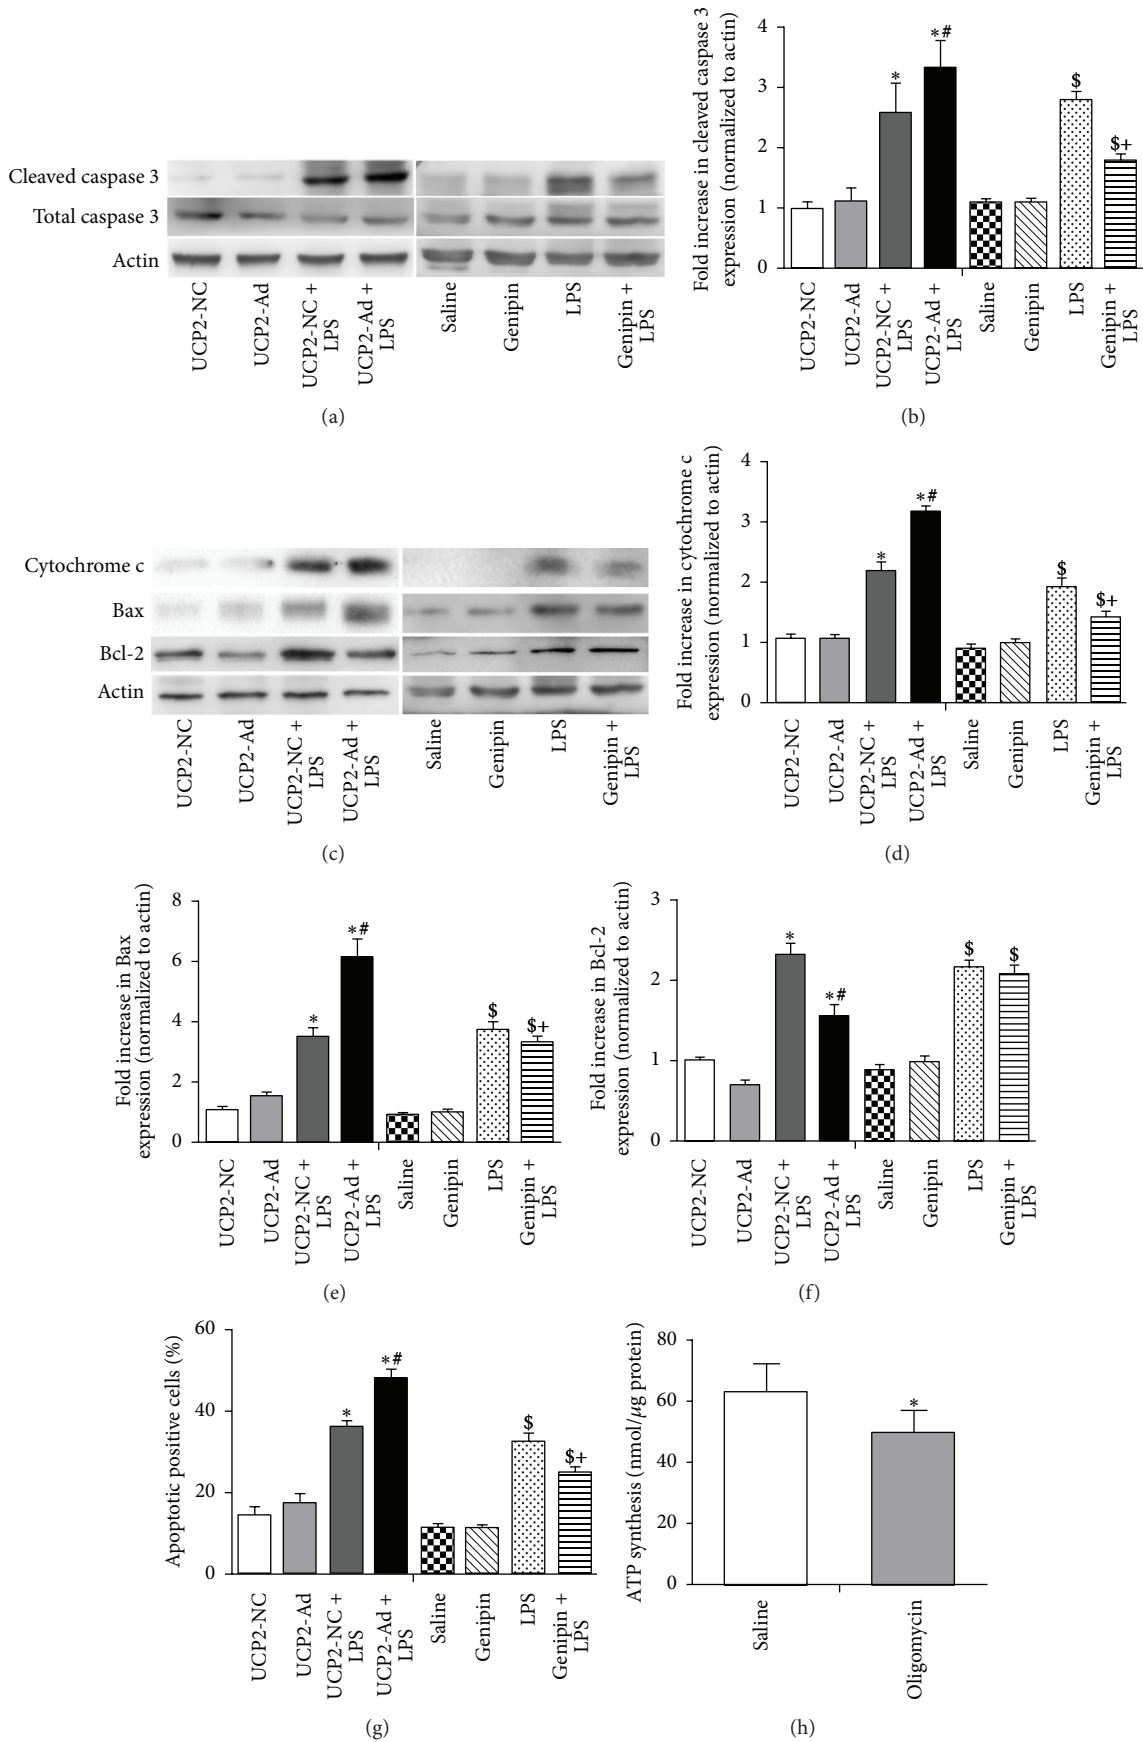 Cleaved caspase 3
Total caspase 3
Actin
UCP2-NC
UCP2-Ad
UCP2-NC +
LPS
UCP2-Ad +
LPS
Saline
Genipin
LPS
Genipin +
LPS
(a)
Fold increase in cleaved caspase 3
expression (normalized to actin)
4
3
2
1
0
*
*#
$
$+
UCP2-NC
UCP2-Ad
UCP2-NC +
LPS
UCP2-Ad +
LPS
Saline
Genipin
LPS
Genipin +
LPS
(b)
Cytochrome c
Bax
Bcl-2
Actin
UCP2-NC
UCP2-Ad
UCP2-NC +
LPS
UCP2-Ad +
LPS
Saline
Genipin
LPS
Genipin +
LPS
(c)
Fold increase in cytochrome c
expression (normalized to actin)
4
3
2
1
0
*
*#
$
$+
UCP2-NC
UCP2-Ad
UCP2-NC +
LPS
UCP2-Ad +
LPS
Saline
Genipin
LPS
Genipin +
LPS
(d)
Fold increase in Bax
expression (normalized to actin)
8
6
4
2
0
*
*#
$
$+
UCP2-NC
UCP2-Ad
UCP2-NC +
LPS
UCP2-Ad +
LPS
Saline
Genipin
LPS
Genipin +
LPS
(e)
Fold increase in Bcl-2
expression (normalized to actin)
3
2
1
0
*
*#
$
$
UCP2-NC
UCP2-Ad
UCP2-NC +
LPS
UCP2-Ad +
LPS
Saline
Genipin
LPS
Genipin +
LPS
(f)
Apoptotic positive cells (%)
60
40
20
0
*
*#
$
$+
UCP2-NC
UCP2-Ad
UCP2-NC +
LPS
UCP2-Ad +
LPS
Saline
Genipin
LPS
Genipin +
LPS
(g)
ATP synthesis (nmol/μg protein)
80
60
40
20
0
*
Saline
Oligomycin
(h)